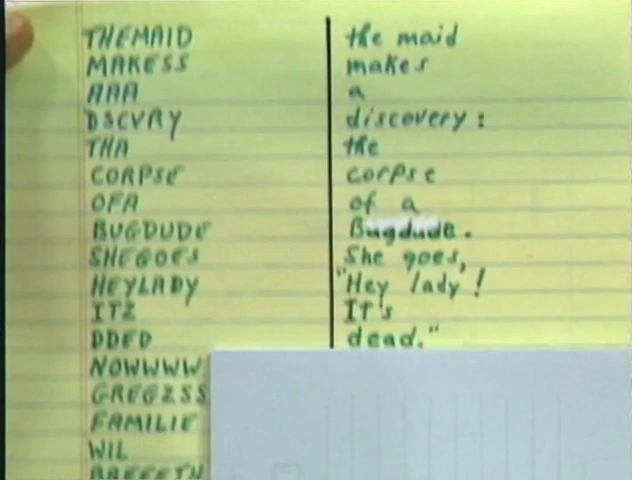 THEMAID the maid
MAKESS makes
AAA a
DSCVRY discovery:
THA the
CORPSE corpse
OFA of a
BUGDUDE Bugdude.
SHEGOES She goes,
HEYLADY "Hey lady!
ITZ IT's
DDED dead."
NOWWWW
GREGZSS
FAMILIE
WIL